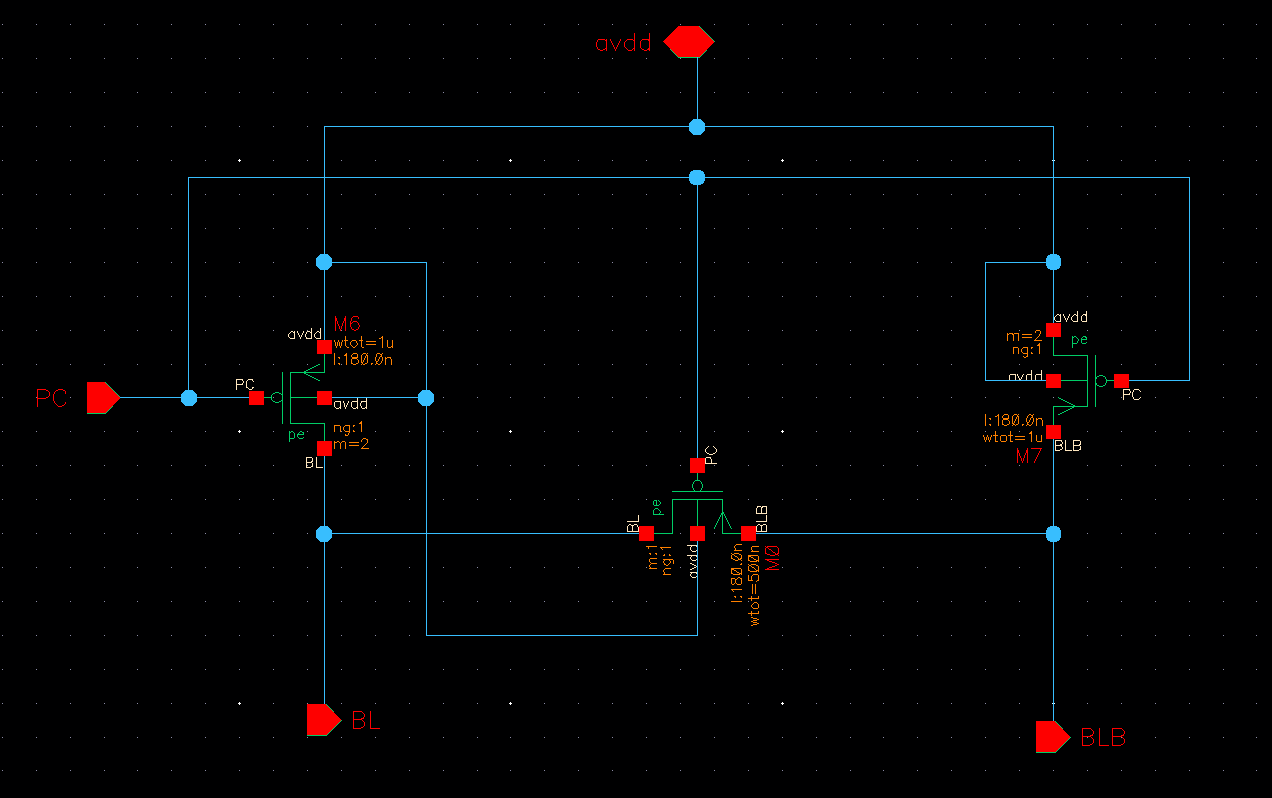 avdd
M6
avdd
wtot=1u
l:180.0n
PC
PC
avdd
ng:1
pe
m=2
BL
avdd
m=2
pe
ng:1
avdd
PC
l:180.0n
wtot=1u
BLB
M7
PC
pe
BL
BLB
m:1
ng:1
avdd
l:180.0n
wtot=500n
M0
BL
BLB